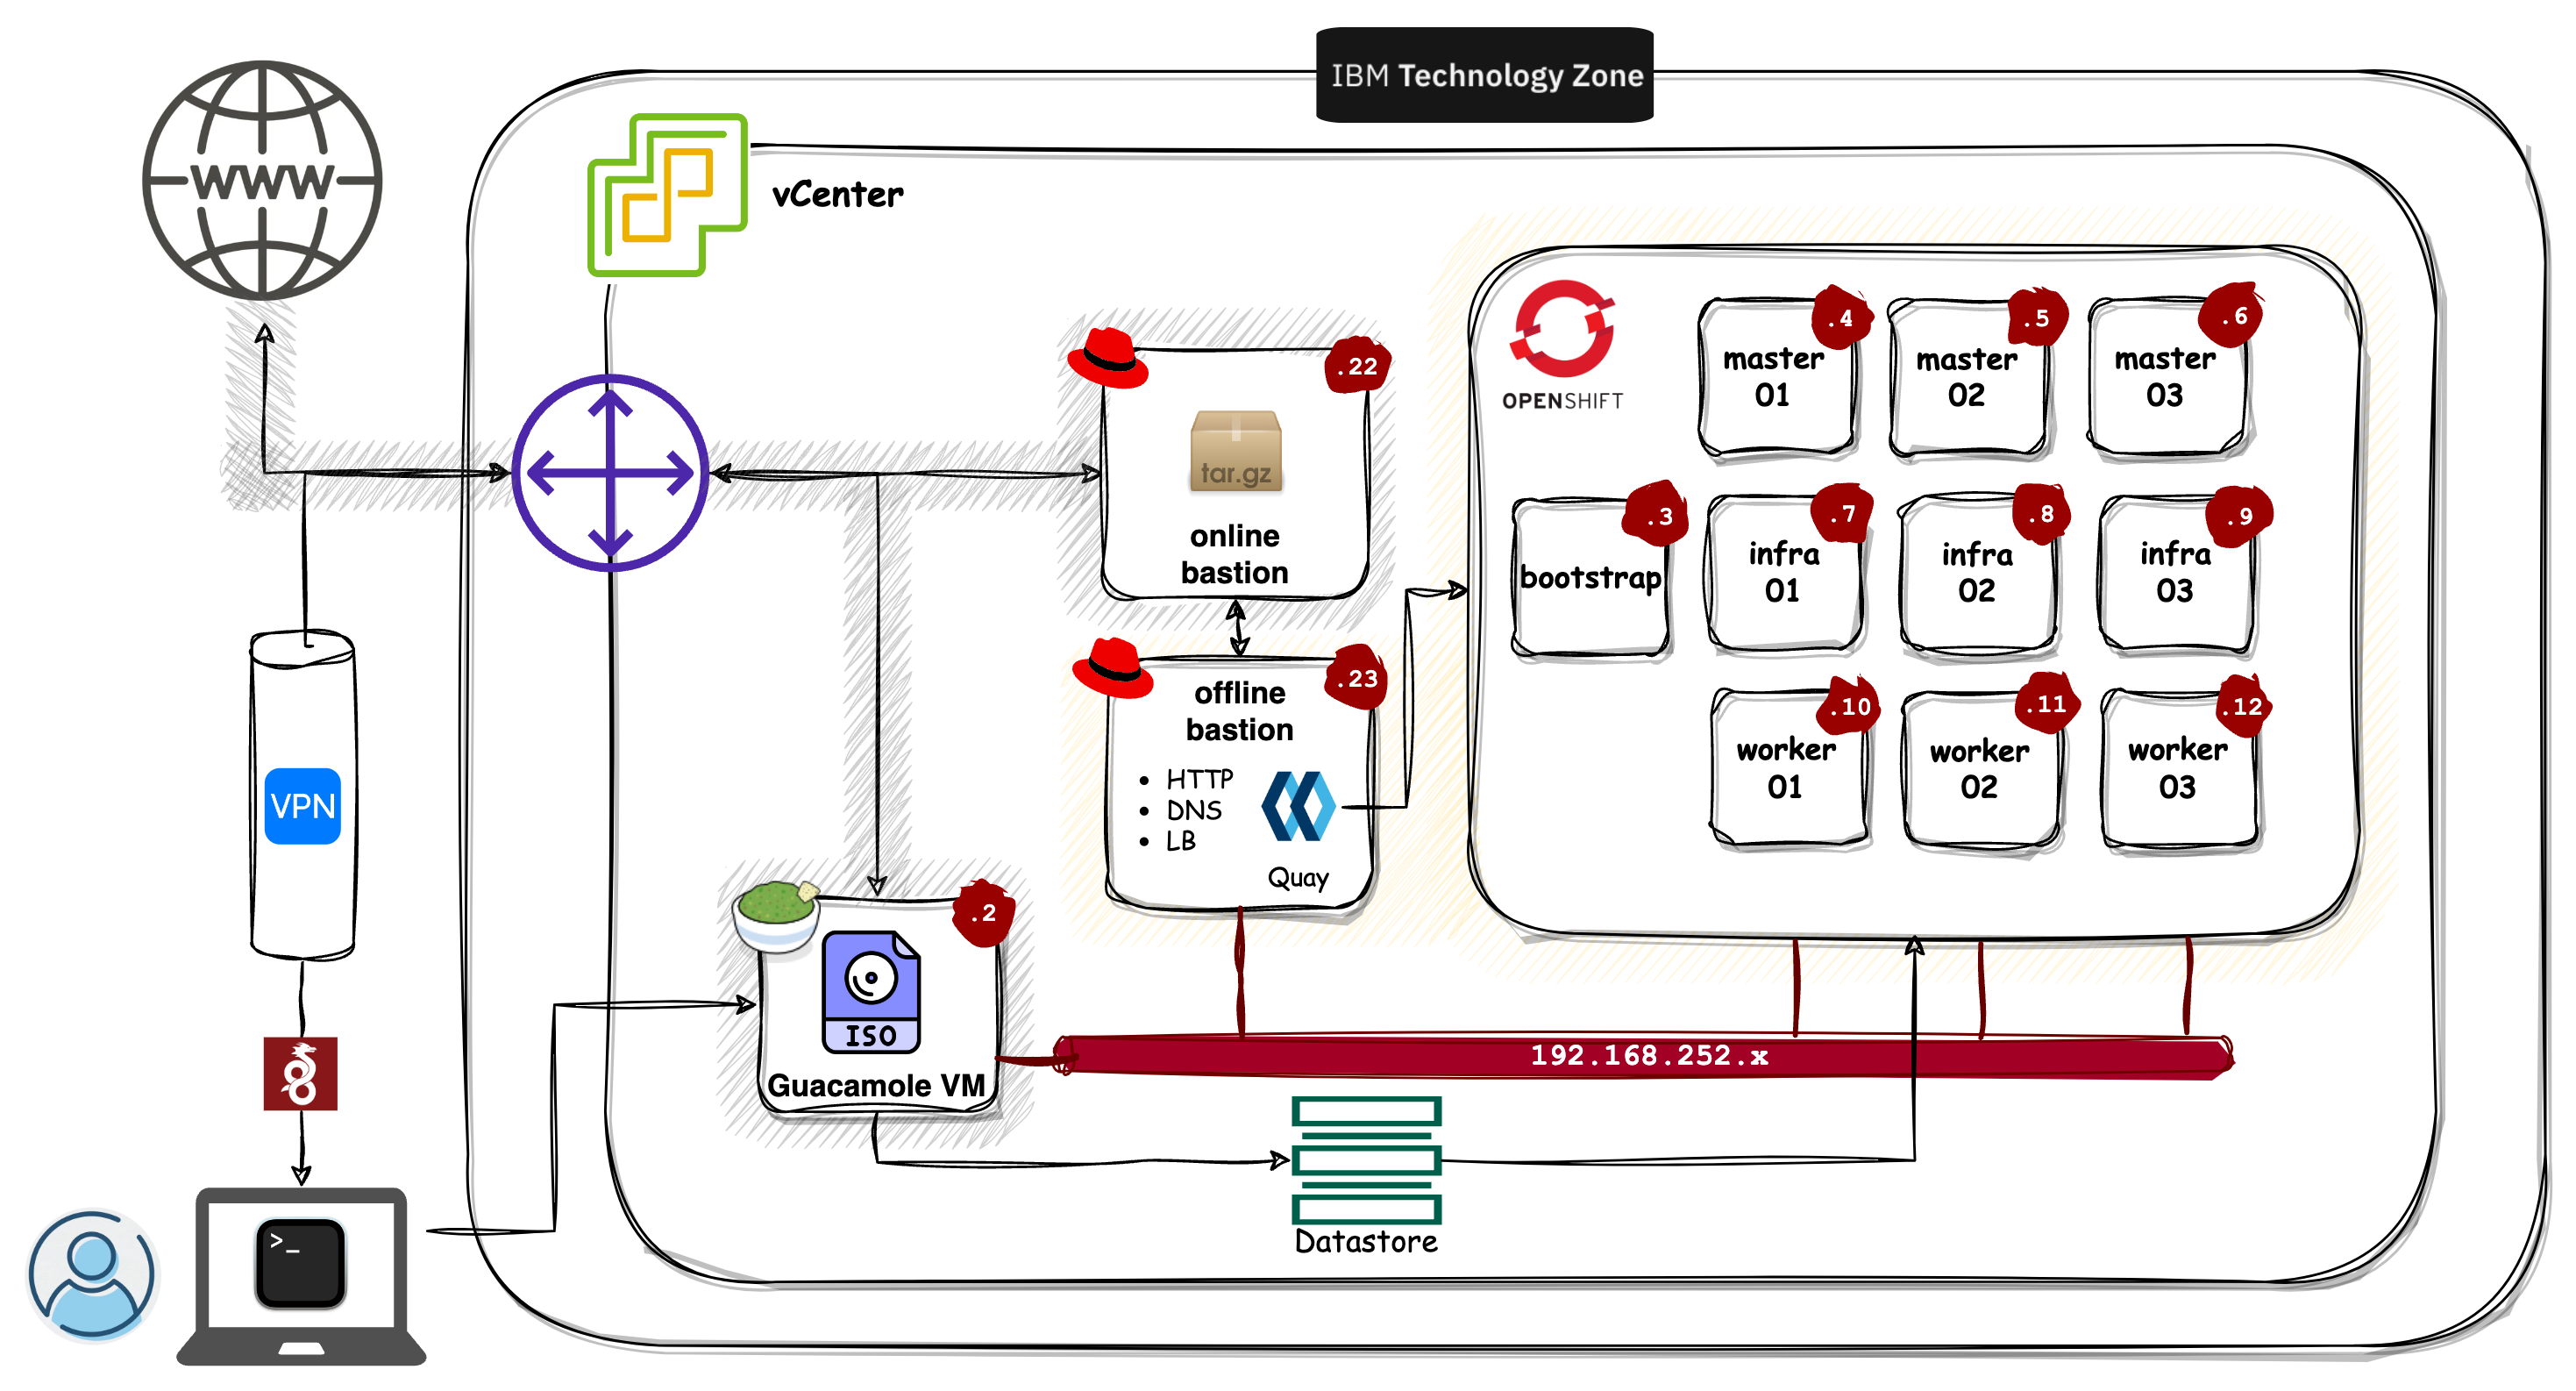 IBM Technology Zone
WWW
vCenter
.22
tar.gz
online
bastion
.23
offline
bastion
• HTTP
• DNS
• LB
Quay
OPENSHIFT
.4
master
01
.5
master
02
.6
master
03
.3
bootstrap
.7
infra
01
.8
infra
02
.9
infra
03
.10
worker
01
.11
worker
02
.12
worker
03
VPN
.2
ISO
Guacamole VM
192.168.252.x
Datastore
>_